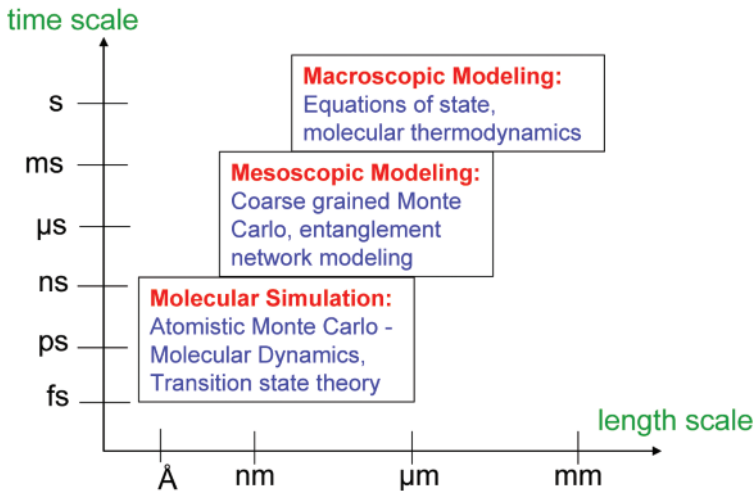 time scale
s
ms
µs
ns
ps
fs
Macroscopic Modeling:
Equations of state,
molecular thermodynamics
Mesoscopic Modeling:
Coarse grained Monte
Carlo, entanglement
network modeling
Molecular Simulation:
Atomistic Monte Carlo -
Molecular Dynamics,
Transition state theory
length scale
Å
nm
µm
mm